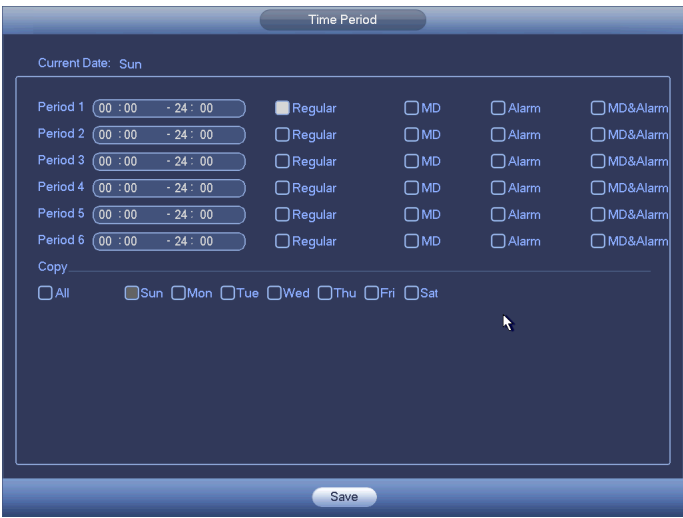 Time Period
Current Date: Sun
Period 1 00 :00 - 24 : 00 Regular MD Alarm MD&Alarm
Period 2 00 :00 - 24 : 00 Regular MD Alarm MD&Alarm
Period 3 00 :00 - 24 : 00 Regular MD Alarm MD&Alarm
Period 4 00 :00 - 24 : 00 Regular MD Alarm MD&Alarm
Period 5 00 :00 - 24 : 00 Regular MD Alarm MD&Alarm
Period 6 00 :00 - 24 : 00 Regular MD Alarm MD&Alarm
Copy
All Sun Mon Tue Wed Thu Fri Sat
Save